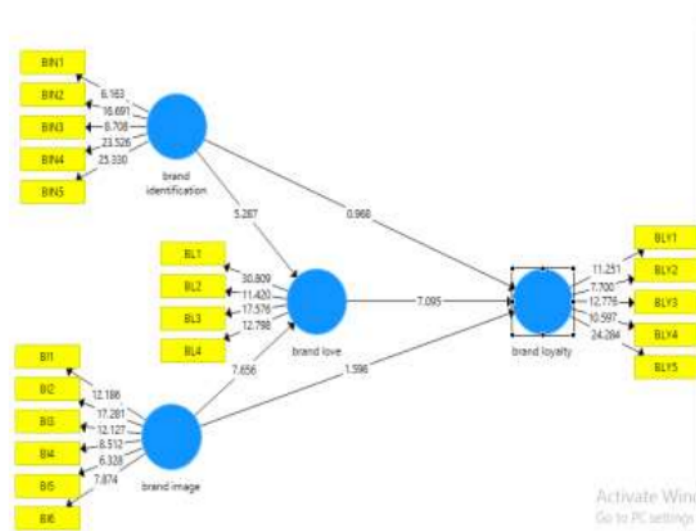 BIN1
BIN2
BIN3
BIN4
BIN5
6.163
16.691
8.708
23.526
25.330
brand
identification
5.287
0.968
BL1
BL2
BL3
BL4
30.809
11.420
17.576
12.798
brand love
7.095
BLY1
BLY2
BLY3
BLY4
BLY5
11.251
7.700
12.776
10.597
24.284
brand loyalty
7.656
1.596
BI1
BI2
BI3
BI4
BI5
BI6
12.186
17.281
12.127
8.512
6.328
7.874
brand image
Activate Win
Go to PC settings